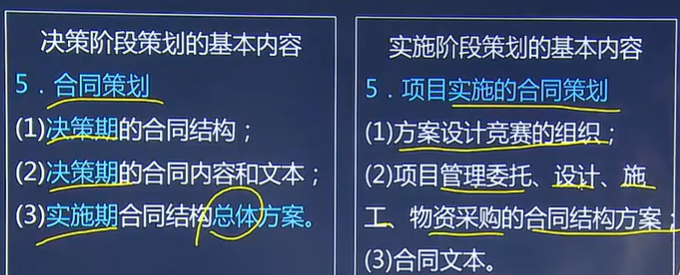 决策阶段策划的基本内容
5．合同策划
(1)决策期的合同结构；
(2)决策期的合同内容和文本；
(3)实施期合同结构总体方案。
实施阶段策划的基本内容
5．项目实施的合同策划
(1)方案设计竞赛的组织；
(2)项目管理委托、设计、施
工、物资采购的合同结构方案；
(3)合同文本。